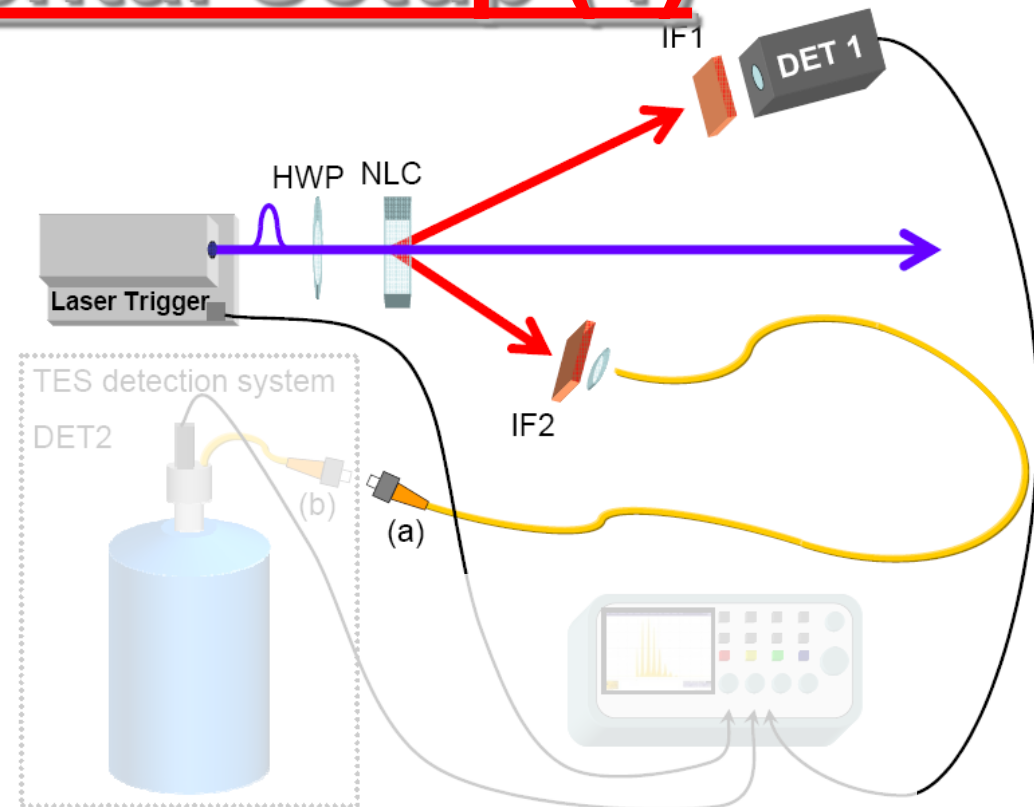 IF1
DET 1
HWP NLC
Laser Trigger
TES detection system
DET2
IF2
(b)
(a)